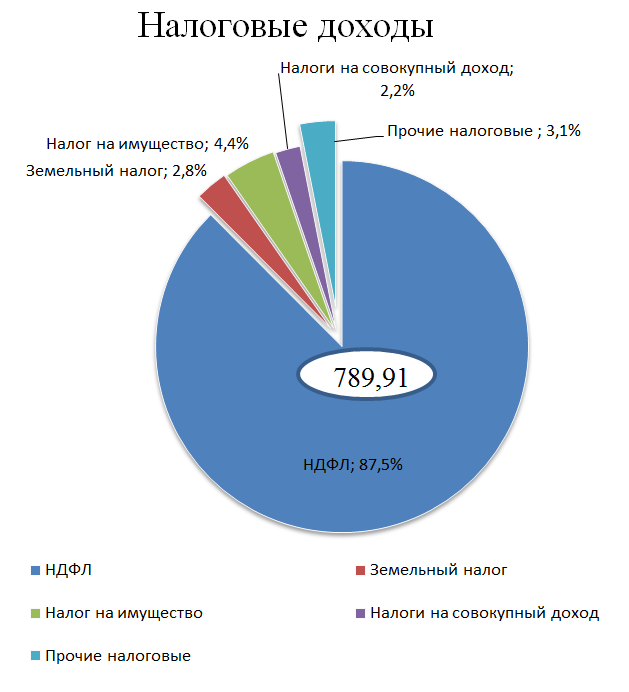 Налоговые доходы
Налоги на совокупный доход;
2,2%
Прочие налоговые ; 3,1%
Налог на имущество; 4,4%
Земельный налог; 2,8%
789,91
НДФЛ; 87,5%
НДФЛ
Земельный налог
Налог на имущество
Налоги на совокупный доход
Прочие налоговые